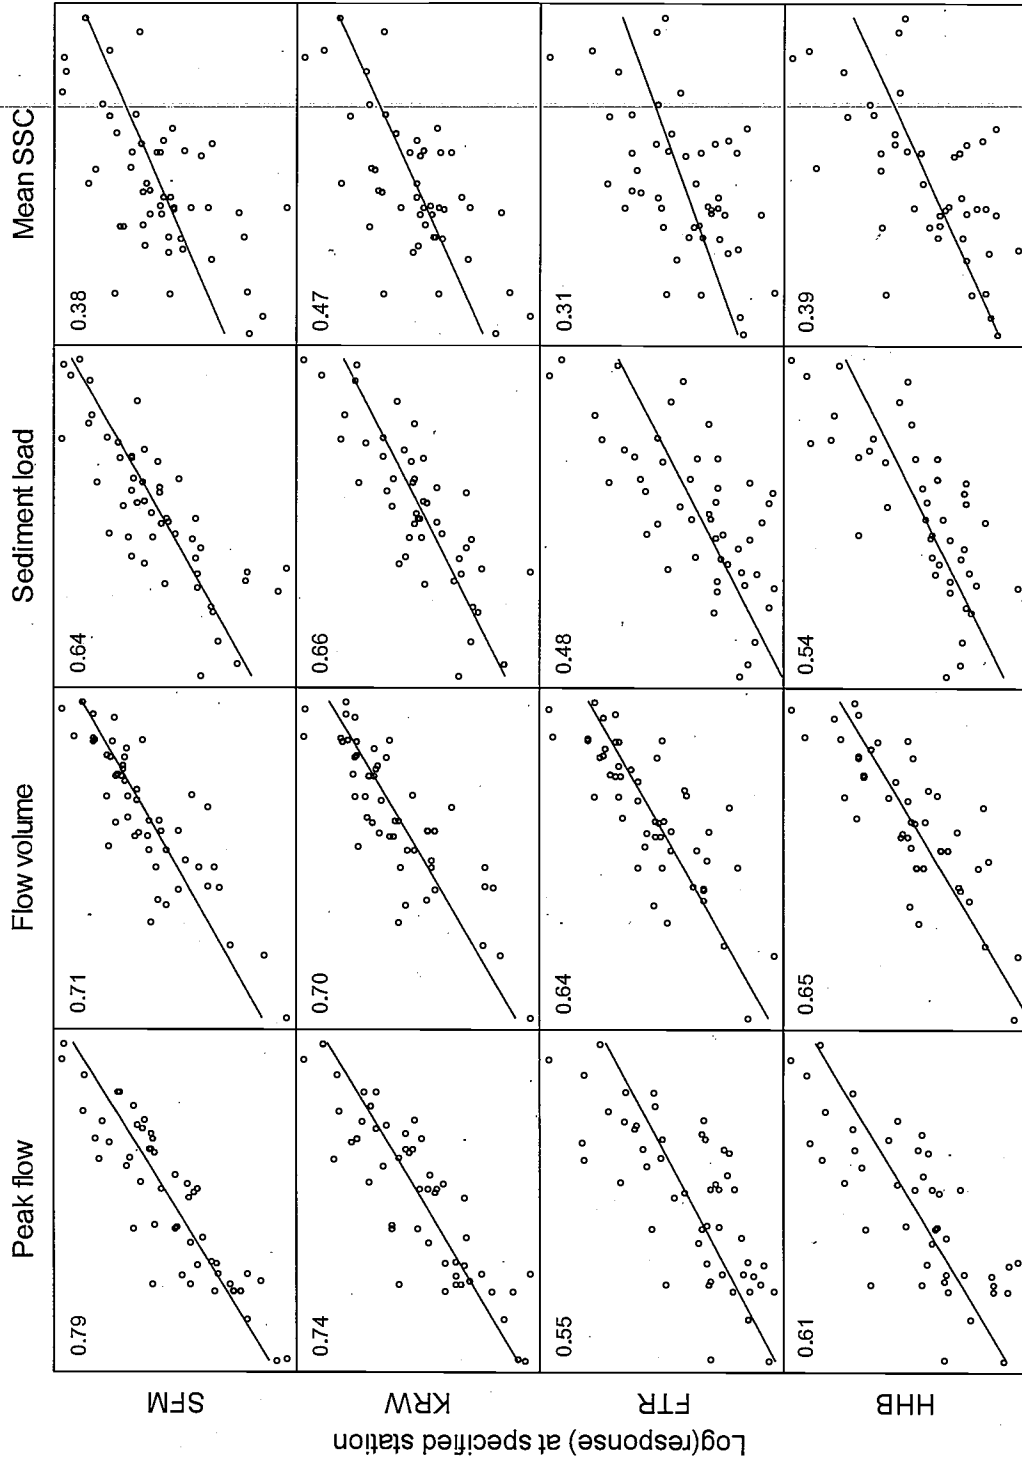 Peak flow
Flow volume
Sediment load
Mean SSC
Log(response) at specified station
SFM
0.79
0.71
0.64
0.38
KRW
0.74
0.70
0.66
0.47
FTR
0.55
0.64
0.48
0.31
HHB
0.61
0.65
0.54
0.39